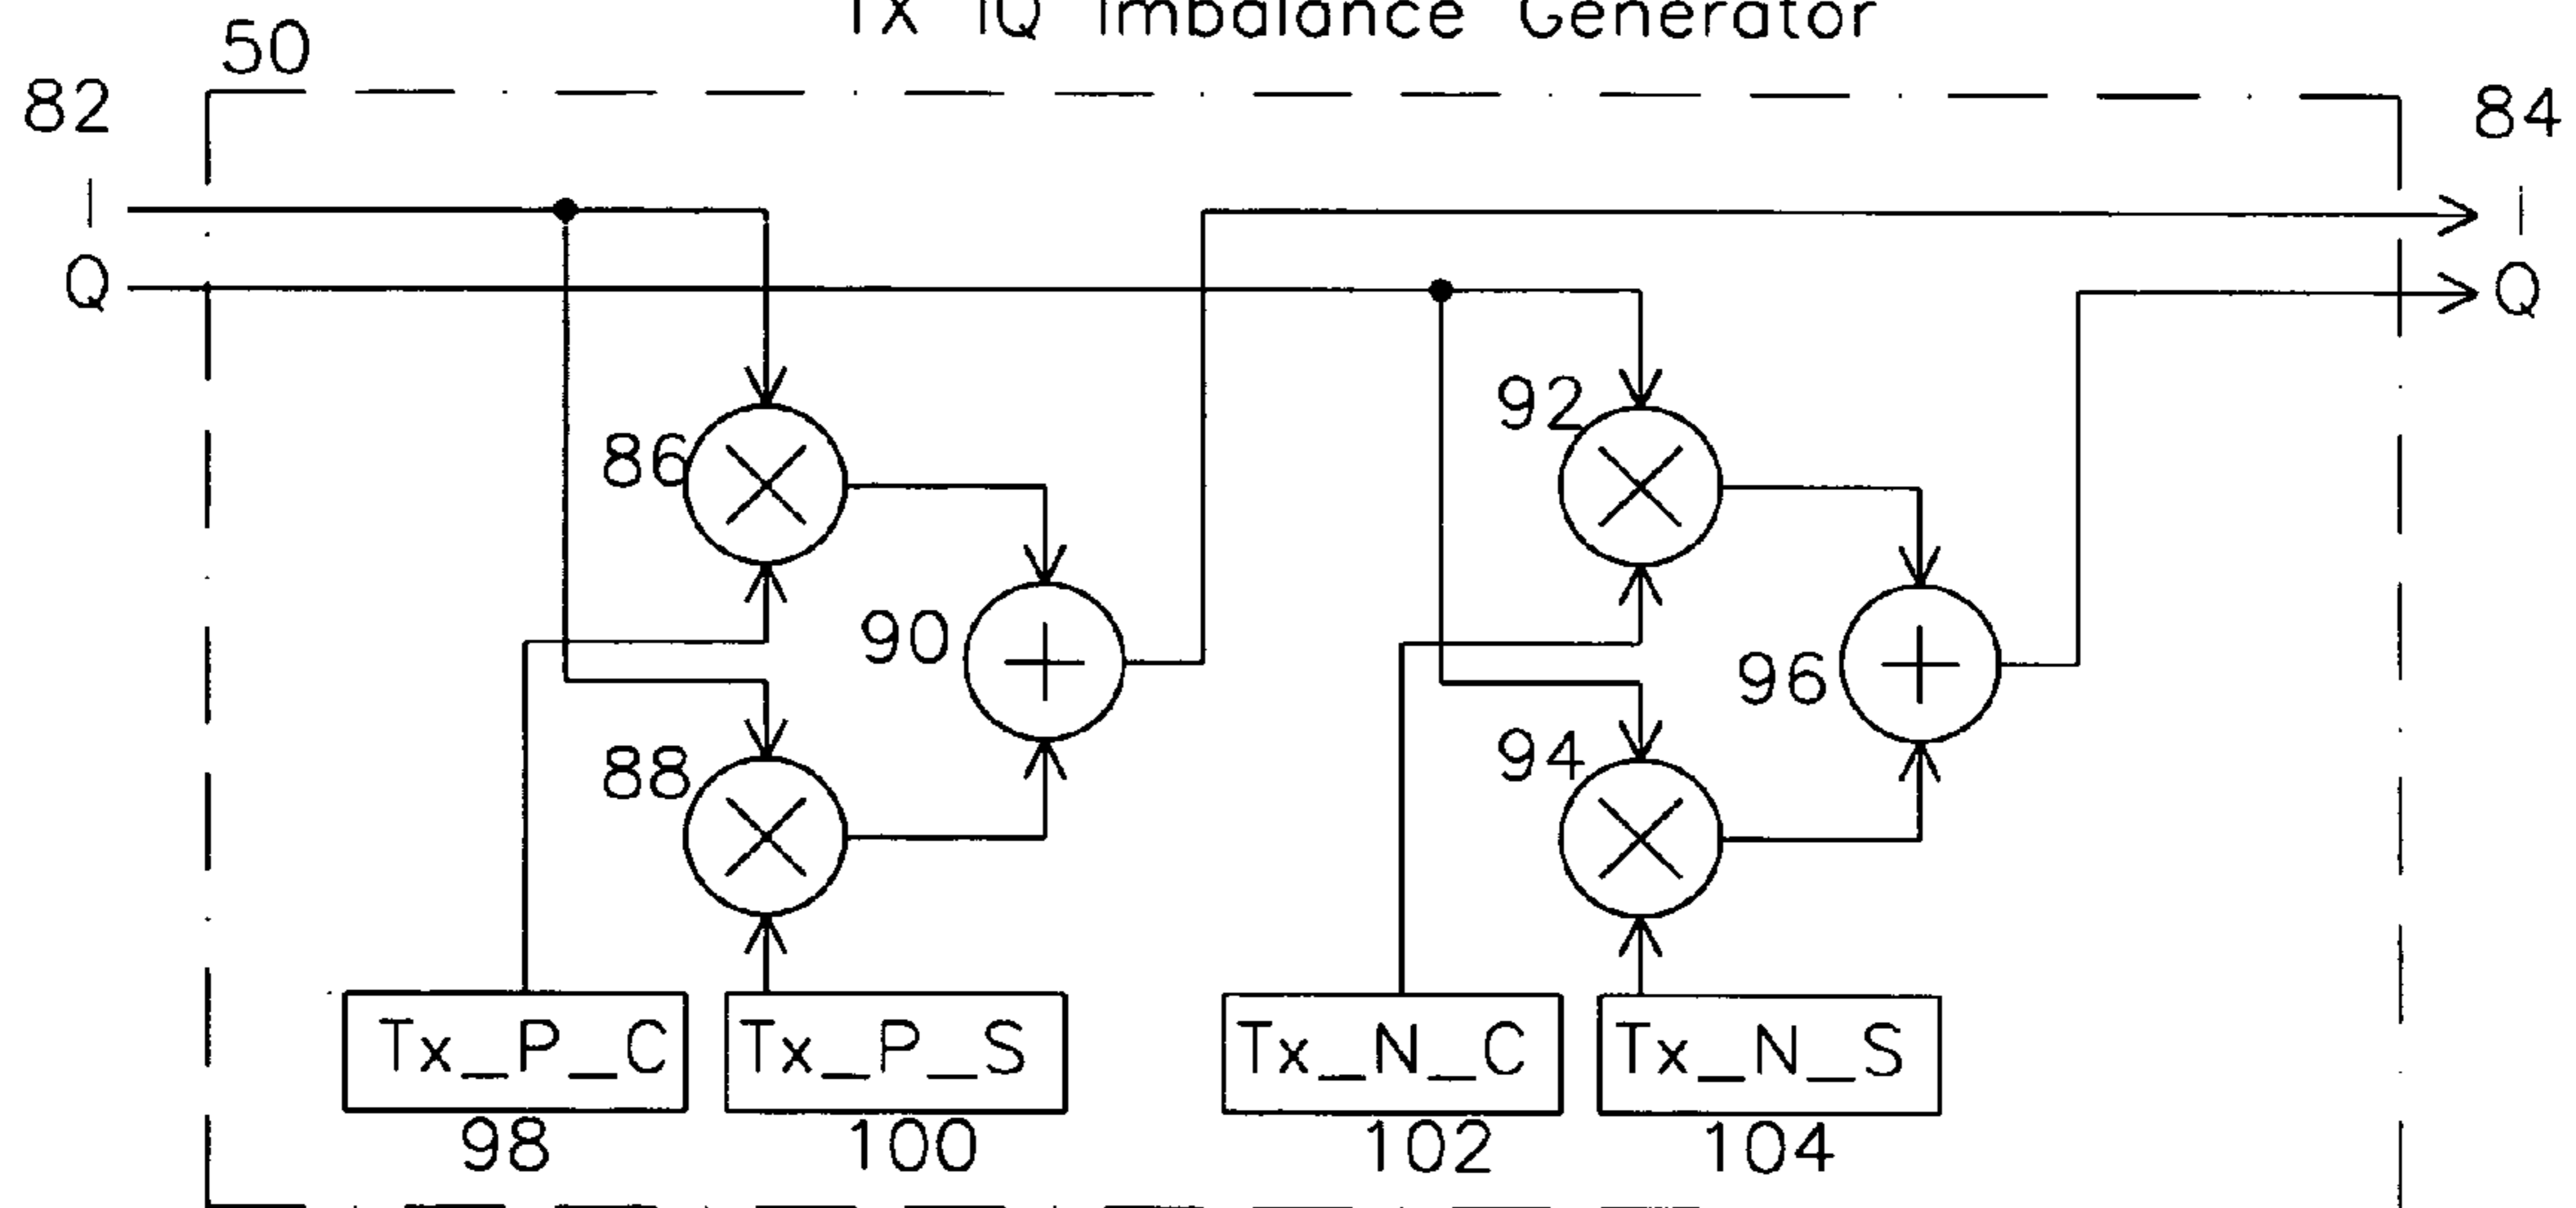 Tx IQ Imbalance Generator
50
82
84
I
I
Q
Q
86
92
90
96
88
94
Tx_P_C
Tx_P_S
Tx_N_C
Tx_N_S
98
100
102
104